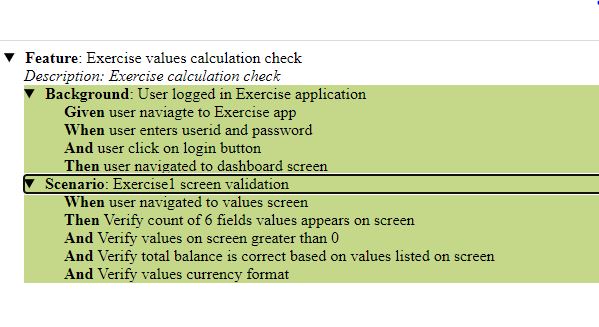 Feature: Exercise values calculation check
Description: Exercise calculation check
Background: User logged in Exercise application
Given user naviagte to Exercise app
When user enters userid and password
And user click on login button
Then user navigated to dashboard screen
Scenario: Exercise1 screen validation
When user navigated to values screen
Then Verify count of 6 fields values appears on screen
And Verify values on screen greater than 0
And Verify total balance is correct based on values listed on screen
And Verify values currency format